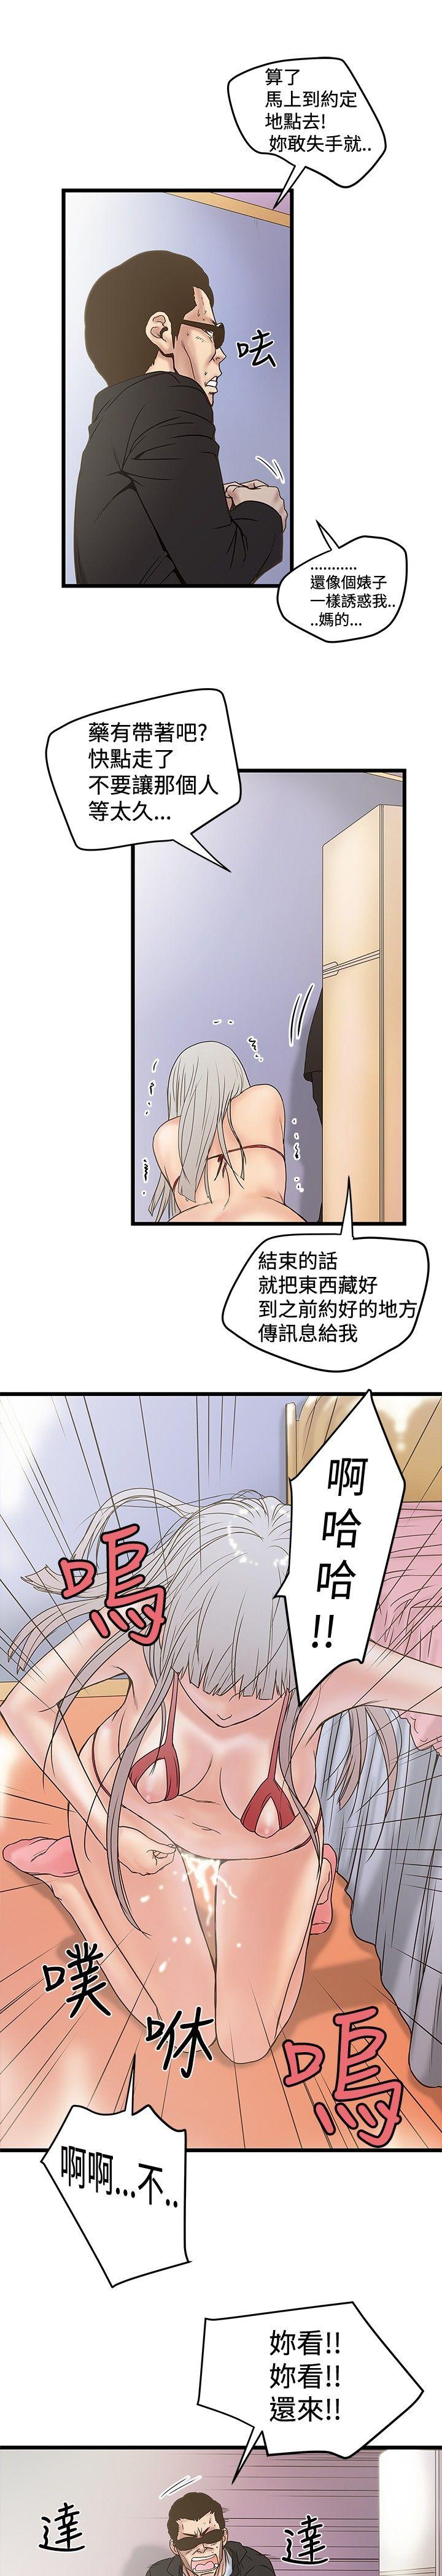 算了
馬上到約定
地點去!
妳敢失手就..
呿
...........
還像個婊子
一樣誘惑我..
..媽的...
藥有帶著吧?
快點走了
不要讓那個人
等太久...
結束的話
就把東西藏好
到之前約好的地方
傳訊息給我
啊哈哈!!
嗚
噗
咻
嗚
啊啊...不..
妳看!!
妳看!!
還來!!
達
達